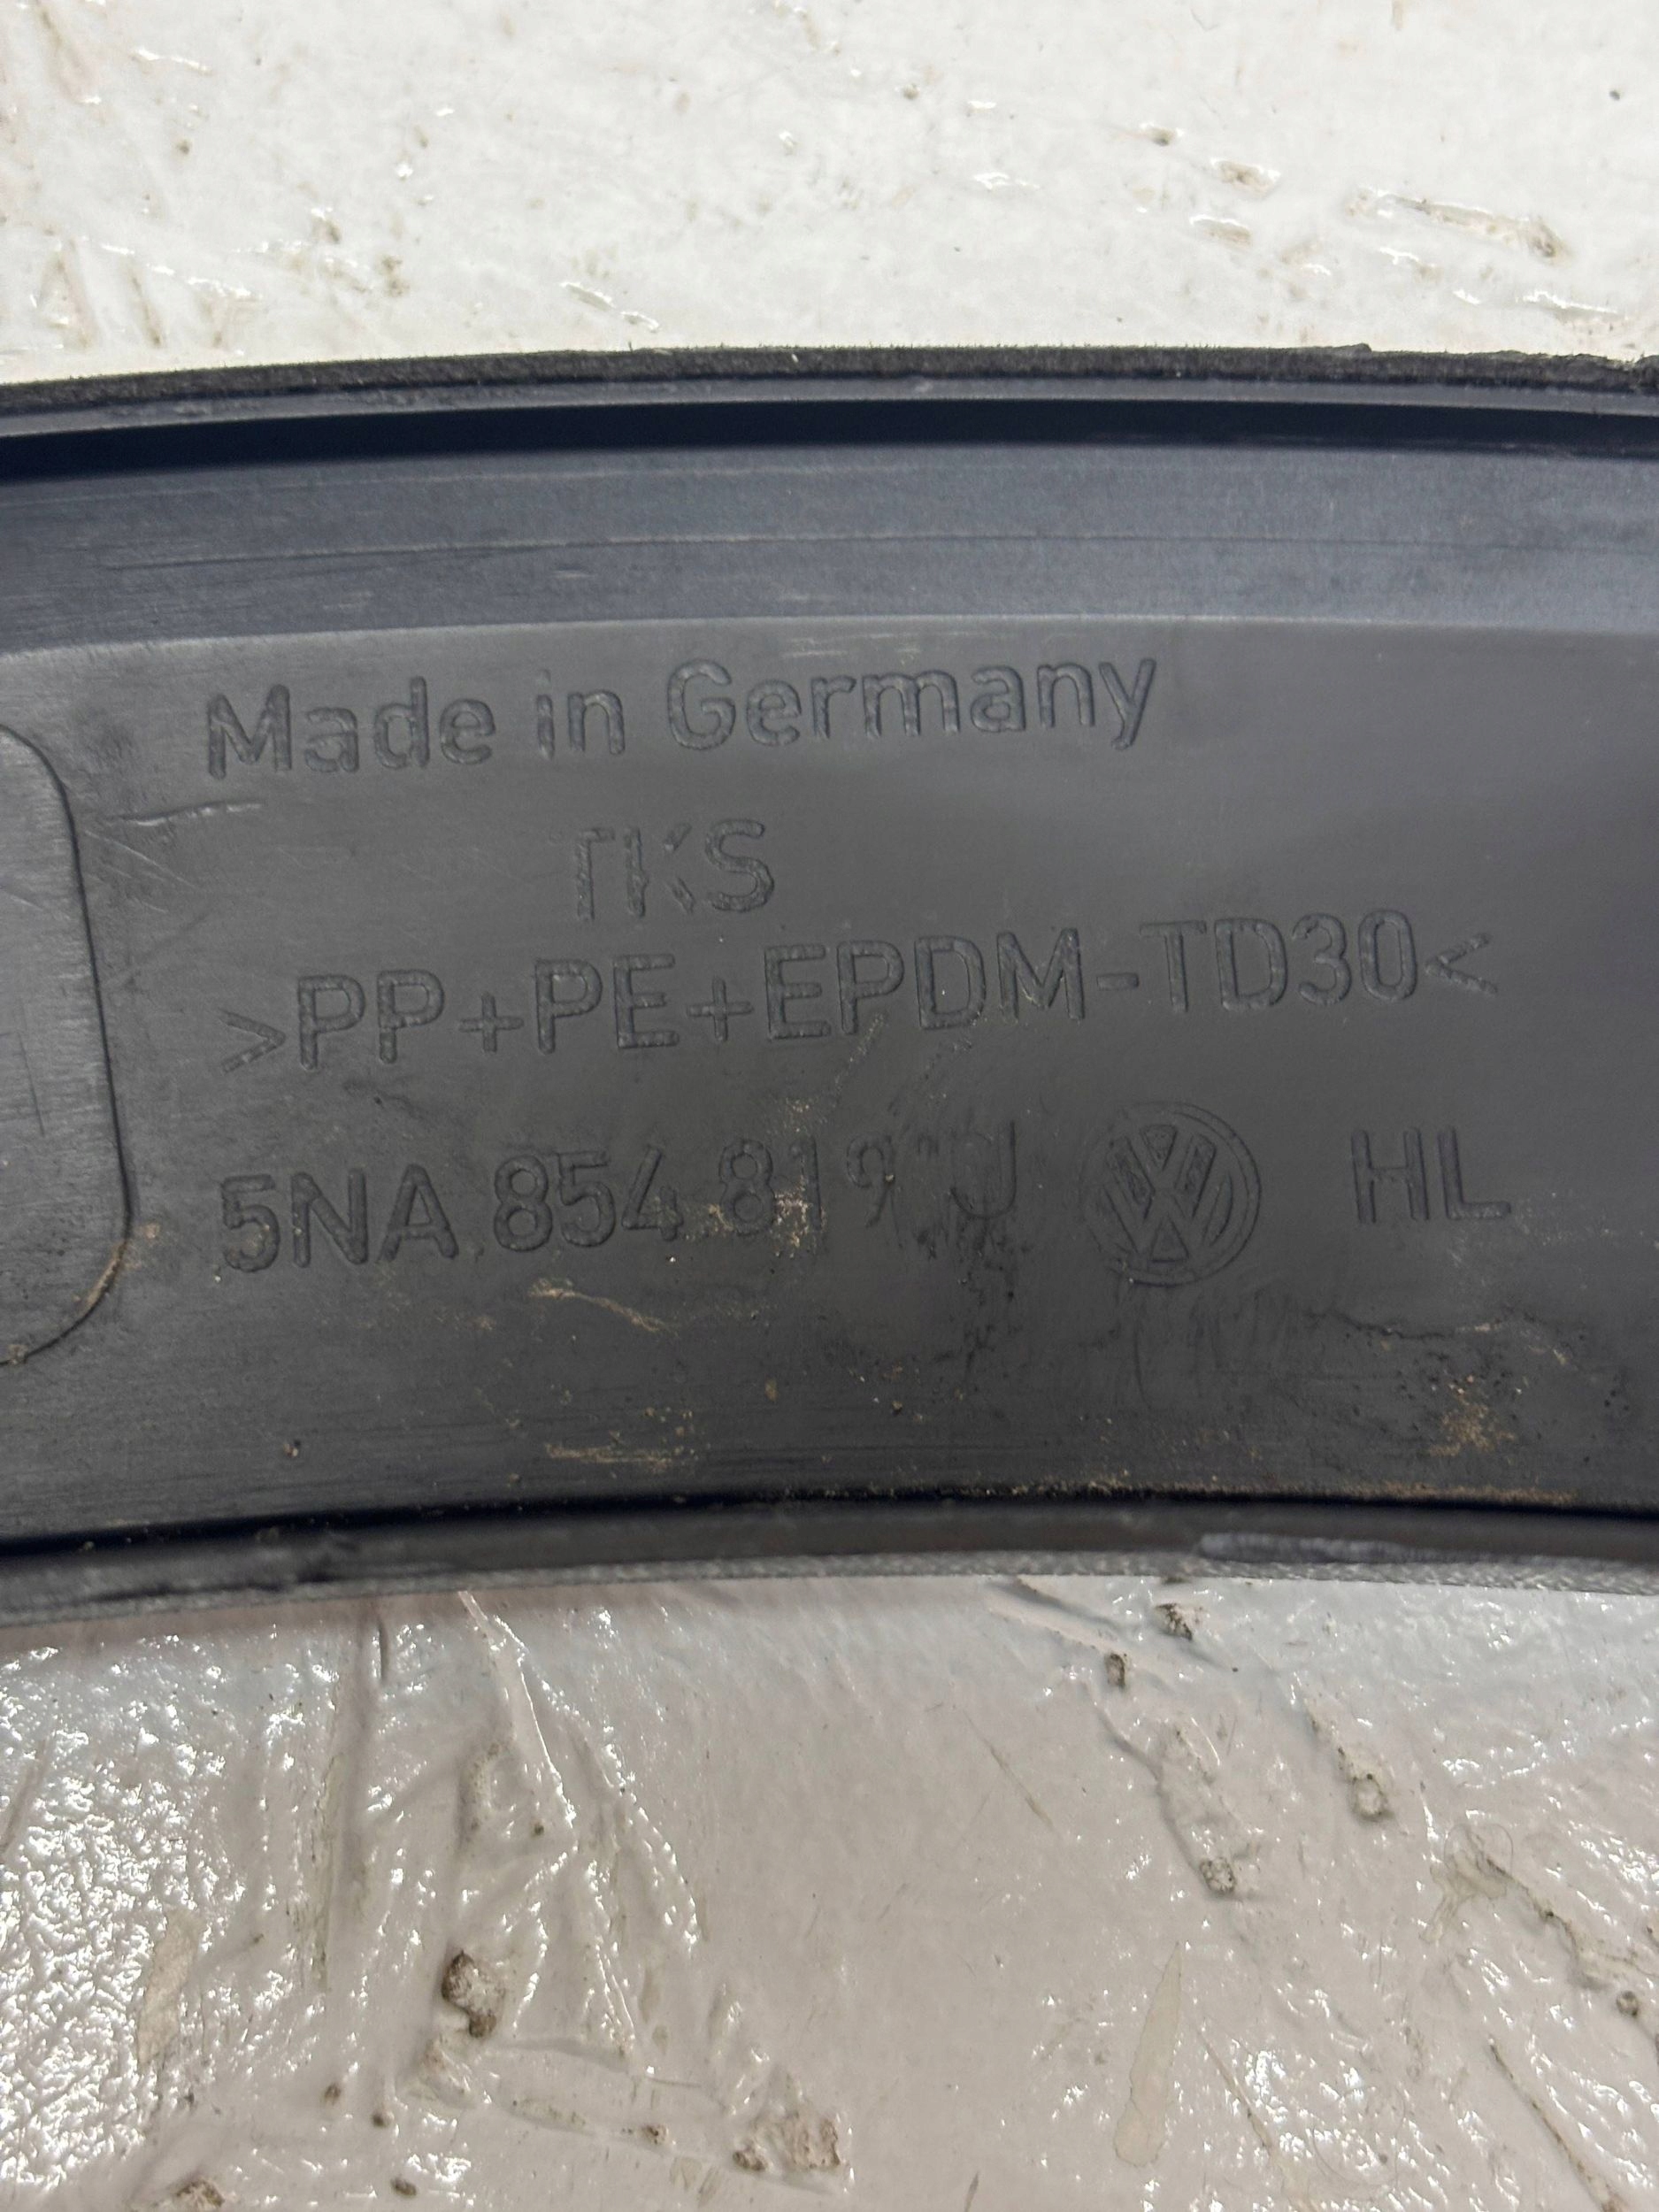 Made in Germany
TKS
>PP+PE+EPDM-TD30<
5NA.854.819 J HL